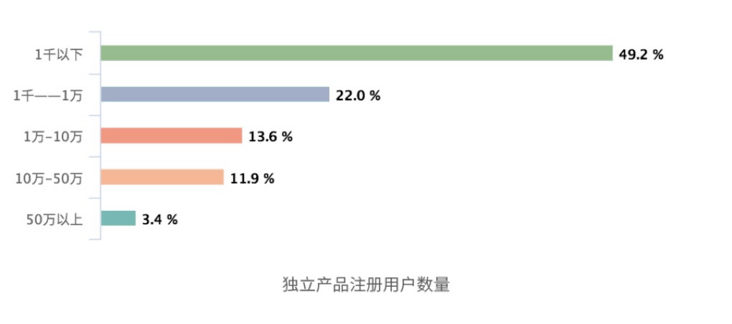 1千以下 49.2 %
1千——1万 22.0 %
1万-10万 13.6 %
10万-50万 11.9 %
50万以上 3.4 %
独立产品注册用户数量